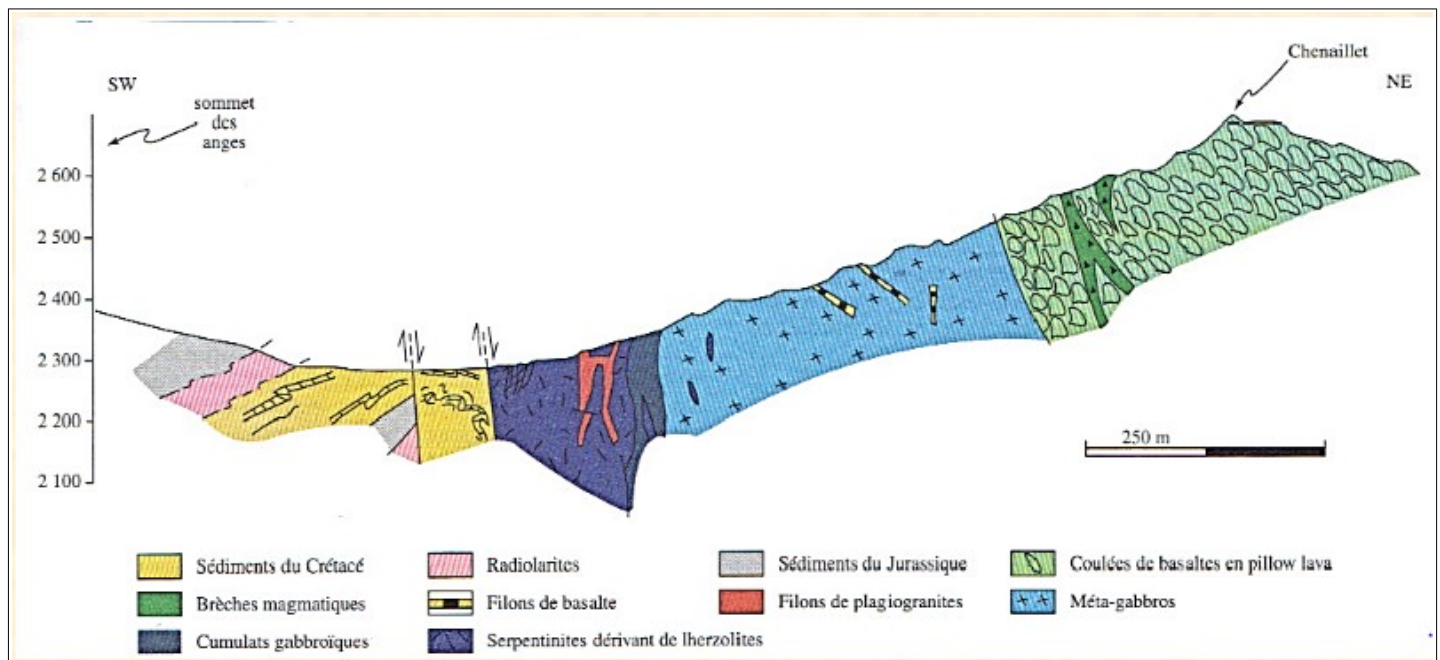 SW
sommet
des
anges
Chenaillet
NE
2 600
2 500
2 400
2 300
2 200
2 100
250 m
Sédiments du Crétacé
Radiolarites
Sédiments du Jurassique
Coulées de basaltes en pillow lava
Brèches magmatiques
Filons de basalte
Filons de plagiogranites
Méta-gabbros
Cumulats gabbroïques
Serpentinites dérivant de lherzolites